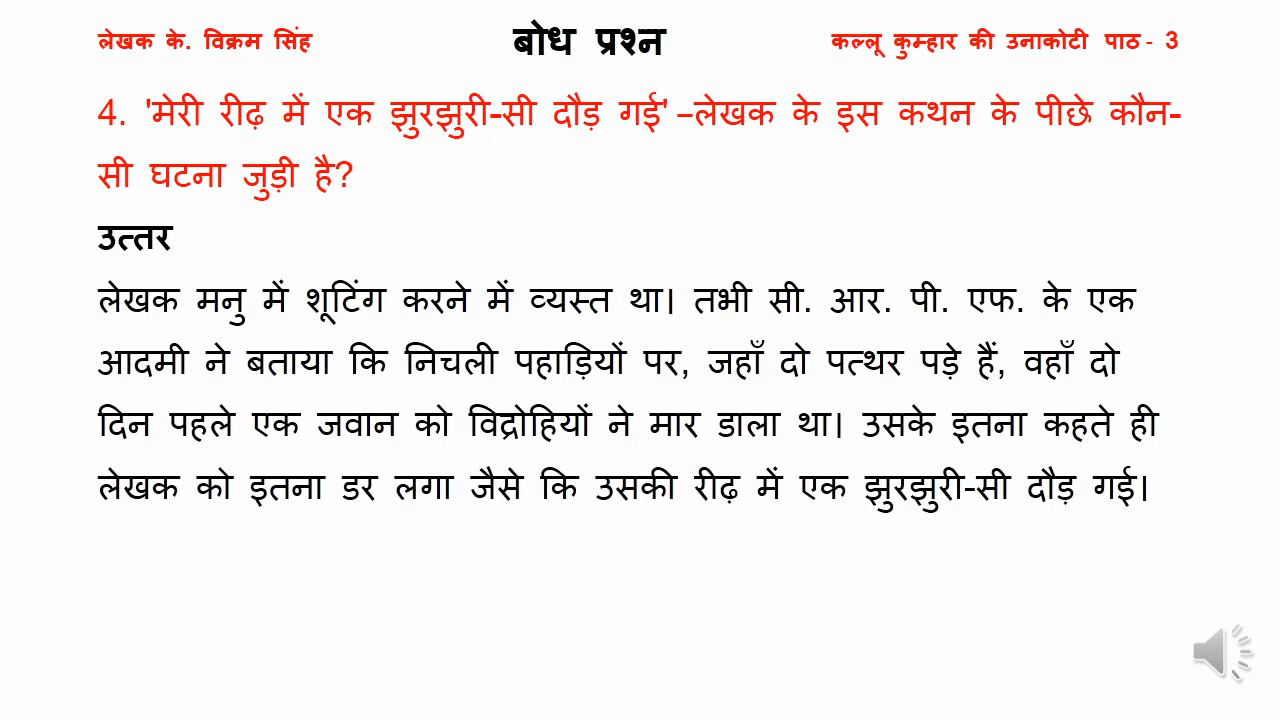 लेखक के. विक्रम सिंह बोध प्रश्न कल्लू कुम्हार की उनाकोटी पाठ - 3
4. 'मेरी रीढ़ में एक झुरझुरी-सी दौड़ गई' –लेखक के इस कथन के पीछे कौन-
सी घटना जुड़ी है?
उत्तर
लेखक मनु में शूटिंग करने में व्यस्त था। तभी सी. आर. पी. एफ. के एक
आदमी ने बताया कि निचली पहाड़ियों पर, जहाँ दो पत्थर पड़े हैं, वहाँ दो
दिन पहले एक जवान को विद्रोहियों ने मार डाला था। उसके इतना कहते ही
लेखक को इतना डर लगा जैसे कि उसकी रीढ़ में एक झुरझुरी-सी दौड़ गई।